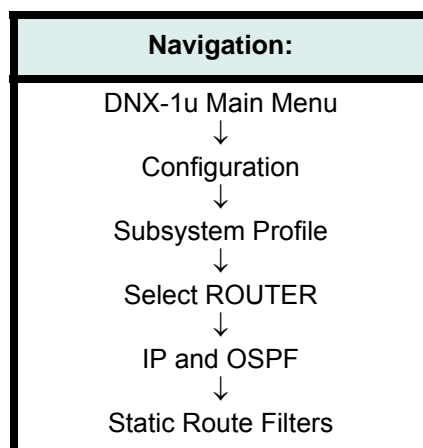 Navigation:
DNX-1u Main Menu
↓
Configuration
↓
Subsystem Profile
↓
Select ROUTER
↓
IP and OSPF
↓
Static Route Filters